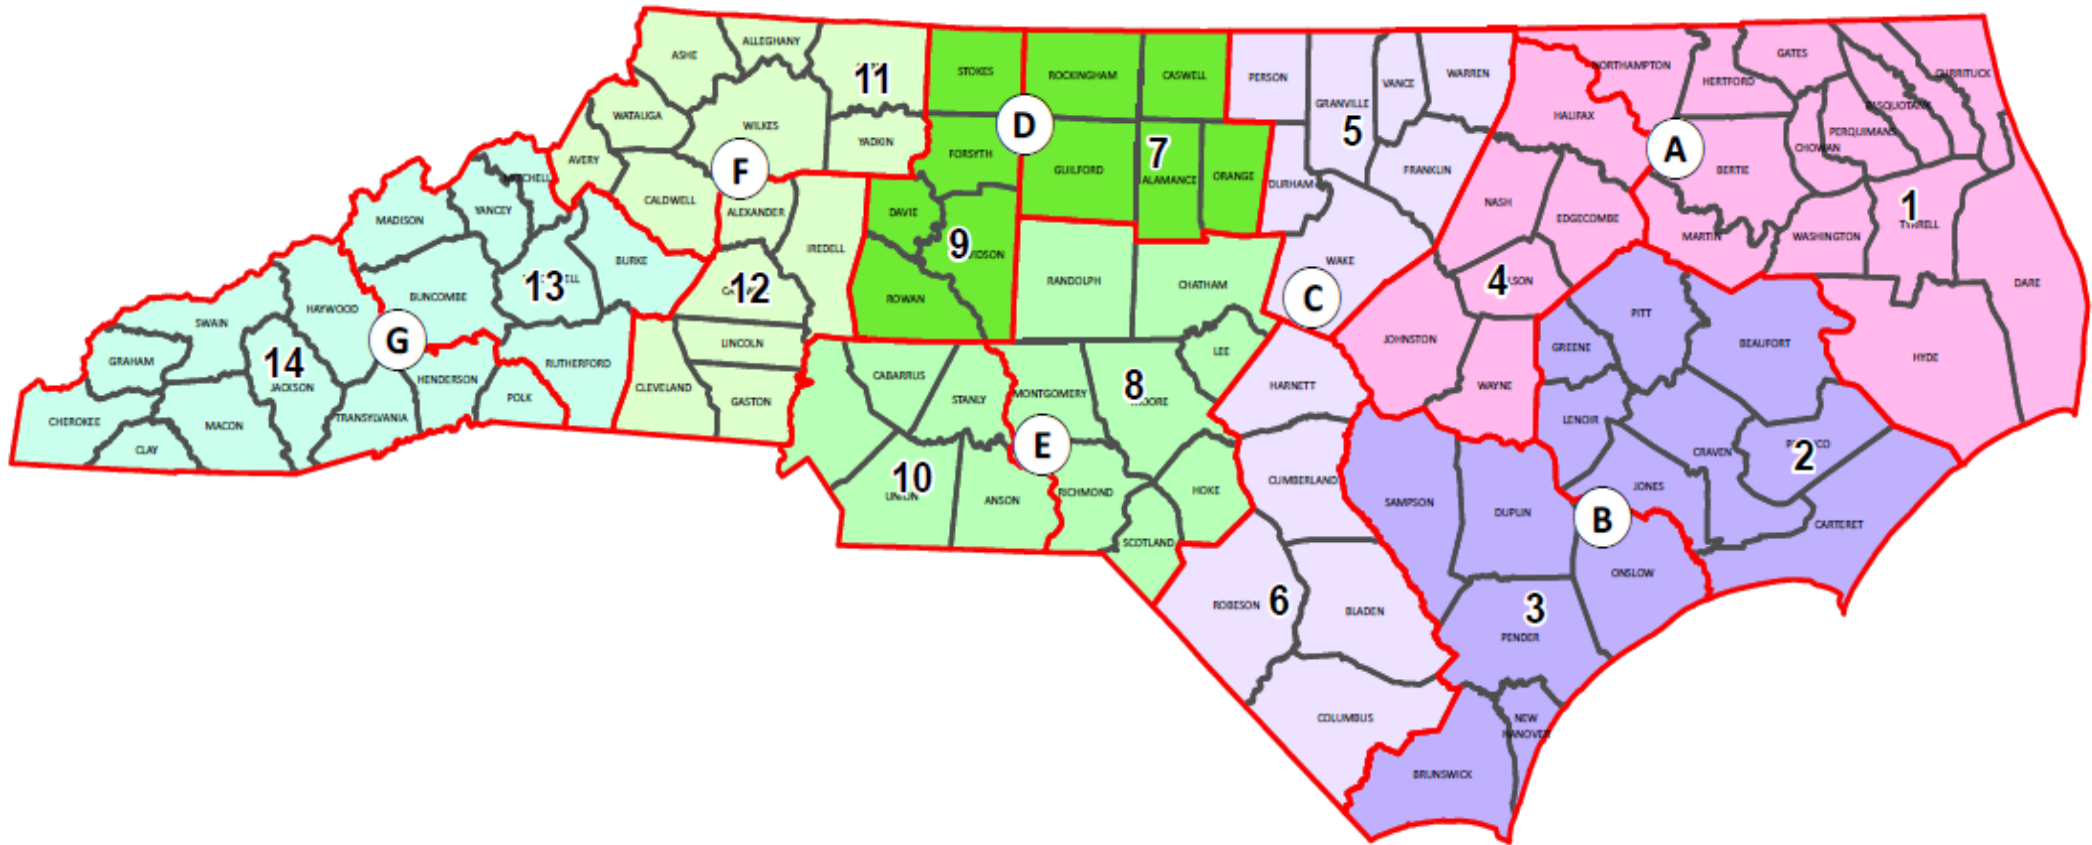 ASHE
ALLEGHANY
11
WATAUGA
WILKES
YADKIN
AVERY
F
CALDWELL
ALEXANDER
IREDELL
12
LINCOLN
CLEVELAND
GASTON
MITCHELL
YANCEY
MADISON
BURKE
13
BUNCOMBE
HAYWOOD
G
SWAIN
GRAHAM
14
JACKSON
HENDERSON
RUTHERFORD
POLK
TRANSYLVANIA
MACON
CHEROKEE
CLAY
STOKES
ROCKINGHAM
CASWELL
D
FORSYTH
GUILFORD
7
ALAMANCE
ORANGE
DAVIE
9
ROWAN
RANDOLPH
CHATHAM
LEE
CABARRUS
STANLY
MONTGOMERY
8
E
10
ANSON
RICHMOND
HOKE
SCOTLAND
PERSON
GRANVILLE
VANCE
WARREN
5
FRANKLIN
DURHAM
WAKE
C
HARNETT
CUMBERLAND
ROBESON
6
BLADEN
COLUMBUS
NORTHAMPTON
HERTFORD
GATES
CURRITUCK
HALIFAX
PASQUOTANK
PERQUIMANS
CHOWAN
A
BERTIE
NASH
EDGECOMBE
MARTIN
WASHINGTON
1
DARE
4
JOHNSTON
WAYNE
HYDE
PITT
GREENE
BEAUFORT
LENOIR
CRAVEN
2
JONES
CARTERET
SAMPSON
DUPLIN
B
ONSLOW
3
PENDER
NEW
HANOVER
BRUNSWICK